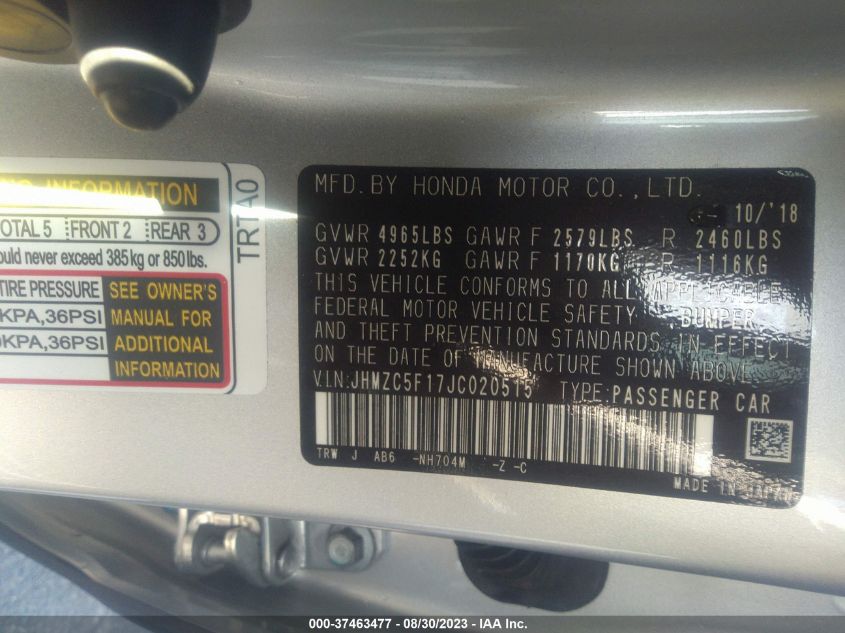 INFORMATION
TOTAL 5 FRONT 2 REAR 3
ould never exceed 385kg or 850lbs.
TIRE PRESSURE SEE OWNER'S
KPA,36PSI MANUAL FOR
KPA,36PSI ADDITIONAL
INFORMATION
TRTA0
MFD.BY HONDA MOTOR CO.,LTD.
10/'18
GVWR 4965LBS GAWR F 2579LBS R 2460LBS
GVWR 2252KG GAWR F 1170KG R 1116KG
THIS VEHICLE CONFORMS TO ALL APPLICABLE
FEDERAL MOTOR VEHICLE SAFETY, BUMPER,
AND THEFT PREVENTION STANDARDS IN EFFECT
ON THE DATE OF MANUFACTURE SHOWN ABOVE.
VIN:JHMZC5F17JC020515 TYPE:PASSENGER CAR
TRW J AB6 -NH704M -Z -C
MADE IN JAPAN
000-37463477 — 08/30/2023 — IAA Inc.